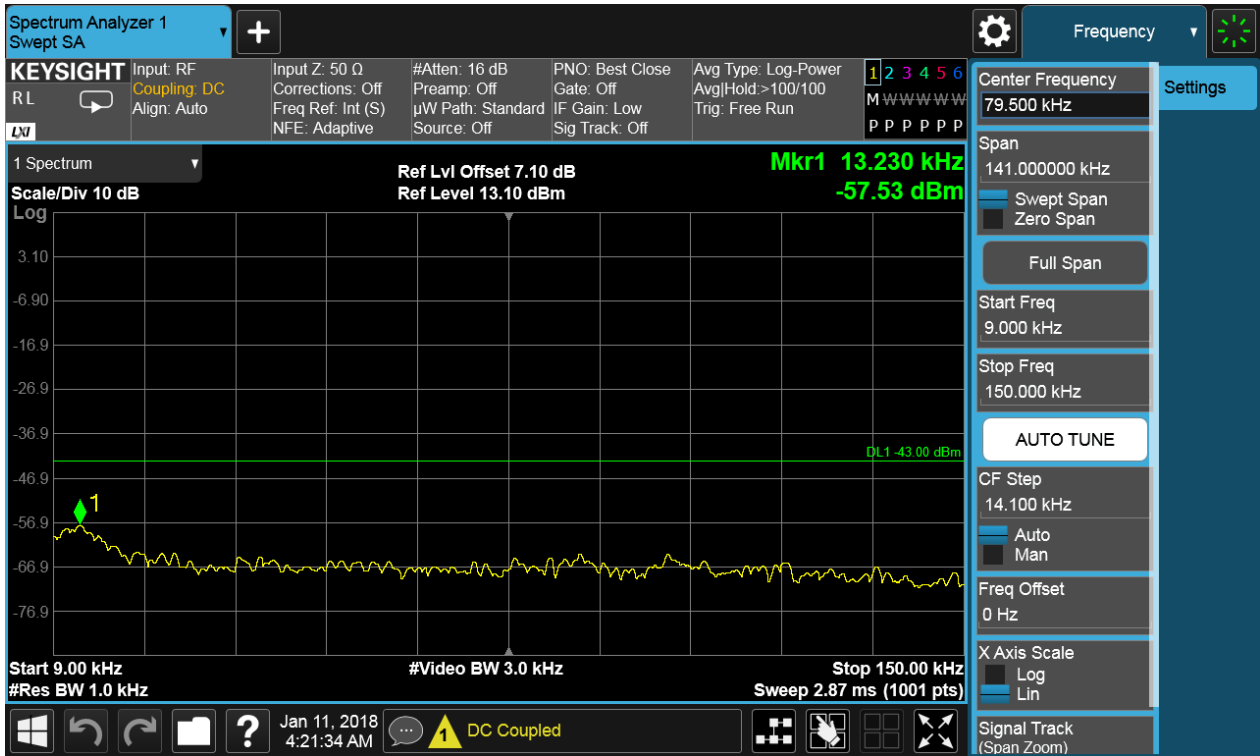 Spectrum Analyzer 1
Swept SA
+
Frequency
KEYSIGHT
RL
LXI
Input: RF
Coupling: DC
Align: Auto
Input Z: 50 Ω
Corrections: Off
Freq Ref: Int (S)
NFE: Adaptive
#Atten: 16 dB
Preamp: Off
µW Path: Standard
Source: Off
PNO: Best Close
Gate: Off
IF Gain: Low
Sig Track: Off
Avg Type: Log-Power
Avg|Hold:>100/100
Trig: Free Run
1 2 3 4 5 6
M W W W W W
P P P P P P
1 Spectrum
Scale/Div 10 dB
Log
Ref Lvl Offset 7.10 dB
Ref Level 13.10 dBm
Mkr1 13.230 kHz
-57.53 dBm
3.10
-6.90
-16.9
-26.9
-36.9
-46.9
-56.9
-66.9
-76.9
DL1 -43.00 dBm
1
Start 9.00 kHz
#Video BW 3.0 kHz
Stop 150.00 kHz
#Res BW 1.0 kHz
Sweep 2.87 ms (1001 pts)
Center Frequency
79.500 kHz
Span
141.000000 kHz
Swept Span
Zero Span
Full Span
Start Freq
9.000 kHz
Stop Freq
150.000 kHz
AUTO TUNE
CF Step
14.100 kHz
Auto
Man
Freq Offset
0 Hz
X Axis Scale
Log
Lin
Signal Track
(Span Zoom)
Settings
?
Jan 11, 2018
4:21:34 AM
1
DC Coupled